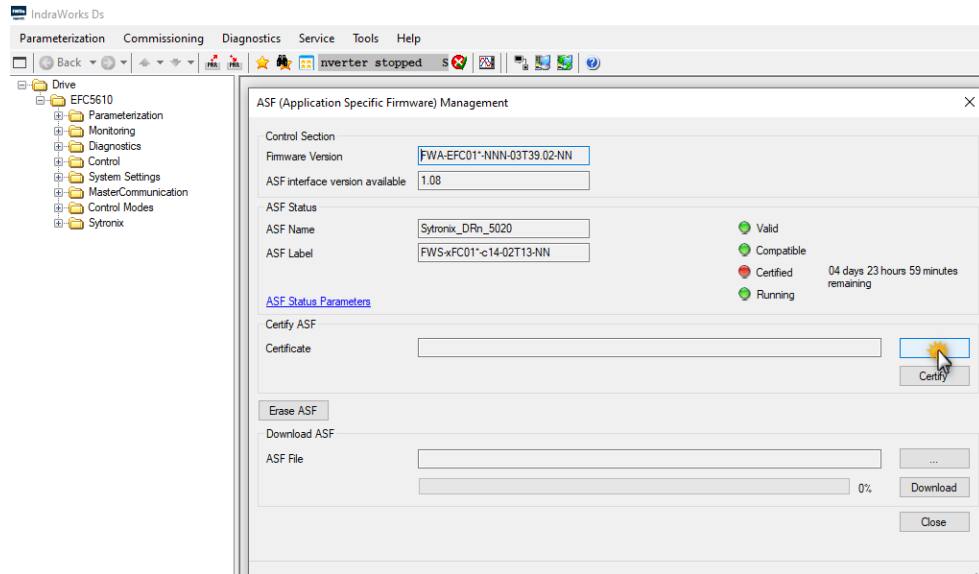 IndraWorks Ds
Parameterization Commissioning Diagnostics Service Tools Help
Back nverter stopped S
Drive
EFC5610
Parameterization
Monitoring
Diagnostics
Control
System Settings
MasterCommunication
Control Modes
Sytronix
ASF (Application Specific Firmware) Management
Control Section
Firmware Version FWA-EFC01*-NNN-03T39.02-NN
ASF interface version available 1.08
ASF Status
ASF Name Sytronix_DRn_5020
ASF Label FWS-xFC01*-c14-02T13-NN
Valid
Compatible
Certified 04 days 23 hours 59 minutes
remaining
Running
ASF Status Parameters
Certify ASF
Certificate
Certify
Erase ASF
Download ASF
ASF File ...
0% Download
Close